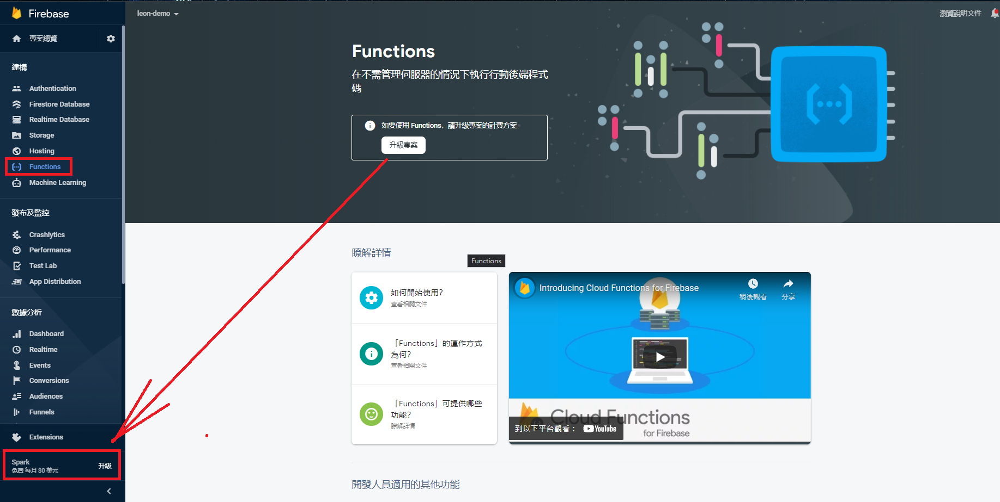 Firebase
專案總覽
建構
Authentication
Firestore Database
Realtime Database
Storage
Hosting
Functions
Machine Learning
發布及監控
Crashlytics
Performance
Test Lab
App Distribution
數據分析
Dashboard
Realtime
Events
Conversions
Audiences
Funnels
Extensions
Spark
免費 每月 $0 美元
升級
leon-demo
瀏覽說明文件
Functions
在不需管理伺服器的情況下執行行動後端程式
碼
如要使用 Functions，請升級專案的計費方案
升級專案
瞭解詳情
Functions
如何開始使用？
查看相關文件
「Functions」的運作方式
為何？
查看相關文件
「Functions」可提供哪些
功能？
瞭解詳情
Introducing Cloud Functions for Firebase
稍後觀看
分享
Cloud Functions
for Firebase
到以下平台觀看：
YouTube
開發人員適用的其他功能